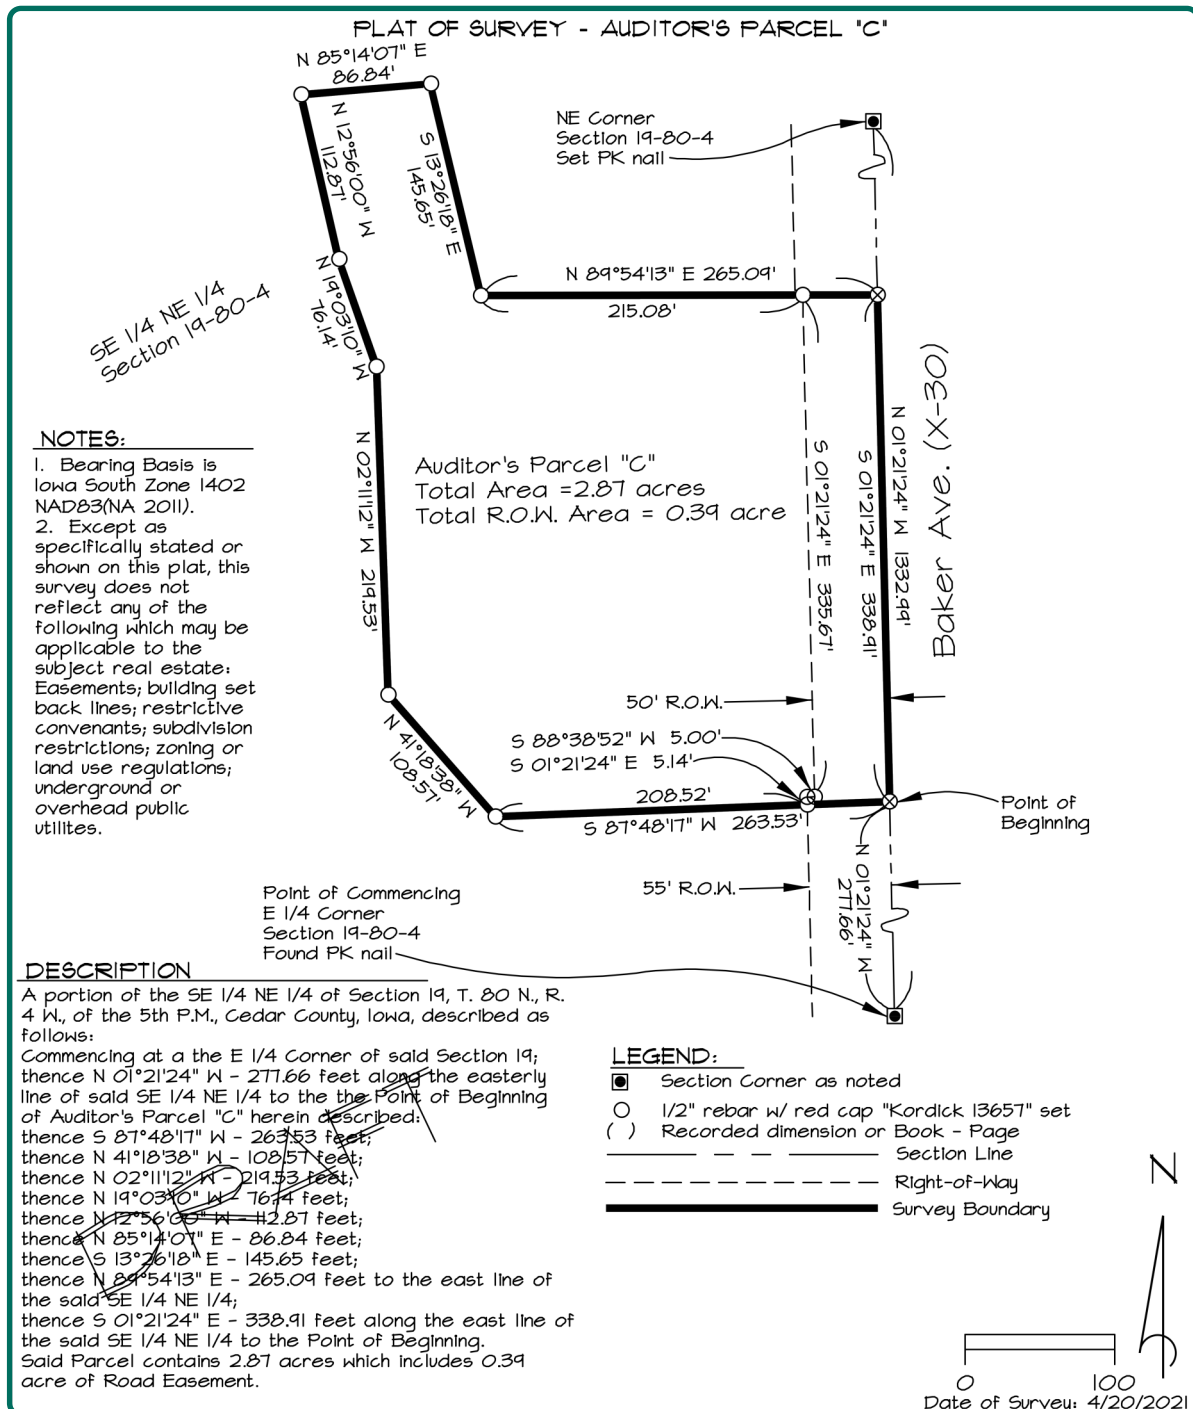 PLAT OF SURVEY - AUDITOR'S PARCEL "C"
N 85°14'07" E
86.84'
N 12°56'00" W
112.87'
S 13°26'18" E
145.65'
NE Corner
Section 19-80-4
Set PK nail
N 19°03'10" W
76.14'
N 89°54'13" E 265.09'
215.08'
SE 1/4 NE 1/4
Section 19-80-4
NOTES:
1. Bearing Basis is
Iowa South Zone 1402
NAD83(NA 2011).
2. Except as
specifically stated or
shown on this plat, this
survey does not
reflect any of the
following which may be
applicable to the
subject real estate:
Easements; building set
back lines; restrictive
convenants; subdivision
restrictions; zoning or
land use regulations;
underground or
overhead public
utilites.
N 02°11'12" W 219.53'
Auditor's Parcel "C"
Total Area =2.87 acres
Total R.O.W. Area = 0.39 acre
S 01°21'24" E 335.67'
S 01°21'24" E 338.91'
N 01°21'24" W 1332.99'
Baker Ave. (X-30)
50' R.O.W.
S 88°38'52" W 5.00'
S 01°21'24" E 5.14'
N 41°18'38" W
108.57'
208.52'
S 87°48'17" W 263.53'
Point of
Beginning
55' R.O.W.
N 01°21'24" W
277.66'
Point of Commencing
E 1/4 Corner
Section 19-80-4
Found PK nail
DESCRIPTION
A portion of the SE 1/4 NE 1/4 of Section 19, T. 80 N., R.
4 W., of the 5th P.M., Cedar County, Iowa, described as
follows:
Commencing at a the E 1/4 Corner of said Section 19;
thence N 01°21'24" W - 277.66 feet along the easterly
line of said SE 1/4 NE 1/4 to the the Point of Beginning
of Auditor's Parcel "C" herein described:
thence S 87°48'17" W - 263.53 feet;
thence N 41°18'38" W - 108.57 feet;
thence N 02°11'12" W - 219.53 feet;
thence N 19°03'10" W - 76.14 feet;
thence N 12°56'00" W - 112.87 feet;
thence N 85°14'07" E - 86.84 feet;
thence S 13°26'18" E - 145.65 feet;
thence N 89°54'13" E - 265.09 feet to the east line of
the said SE 1/4 NE 1/4;
thence S 01°21'24" E - 338.91 feet along the east line of
the said SE 1/4 NE 1/4 to the Point of Beginning.
Said Parcel contains 2.87 acres which includes 0.39
acre of Road Easement.
DRAFT
LEGEND:
Section Corner as noted
1/2" rebar w/ red cap "Kordick 13657" set
( ) Recorded dimension or Book - Page
Section Line
Right-of-Way
Survey Boundary
N
0 100
Date of Survey: 4/20/2021